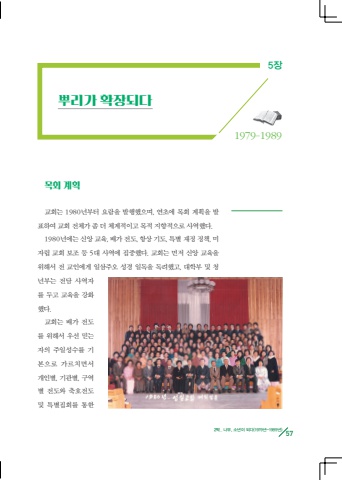 5장
뿌리가 확장되다
1979-1989
목회 계획
교회는 1980년부터 요람을 발행했으며, 연초에 목회 계획을 발
표하여 교회 전체가 좀 더 체계적이고 목적 지향적으로 사역했다.
1980년에는 신앙 교육, 배가 전도, 항상 기도, 특별 재정 정책, 미
자립 교회 보조 등 5대 사역에 집중했다. 교회는 먼저 신앙 교육을
위해서 전 교인에게 일삼주오 성경 일독을 독려했고, 대학부 및 청
년부는 전담 사역자
를 두고 교육을 강화
했다.
교회는 배가 전도
를 위해서 우선 믿는
자의 주일성수를 기
본으로 가르치면서
개인별, 기관별, 구역
별 전도와 축호전도
및 특별집회를 통한
57